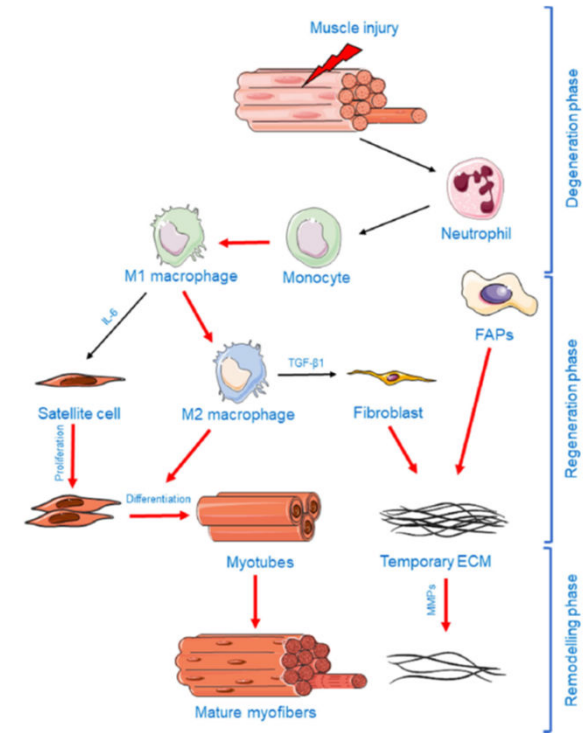 Muscle injury
Degeneration phase
Neutrophil
Monocyte
M1 macrophage
FAPs
IL-6
TGF-β1
Satellite cell
M2 macrophage
Fibroblast
Regeneration phase
Proliferation
Differentiation
Myotubes
Temporary ECM
MMPs
Remodelling phase
Mature myofibers